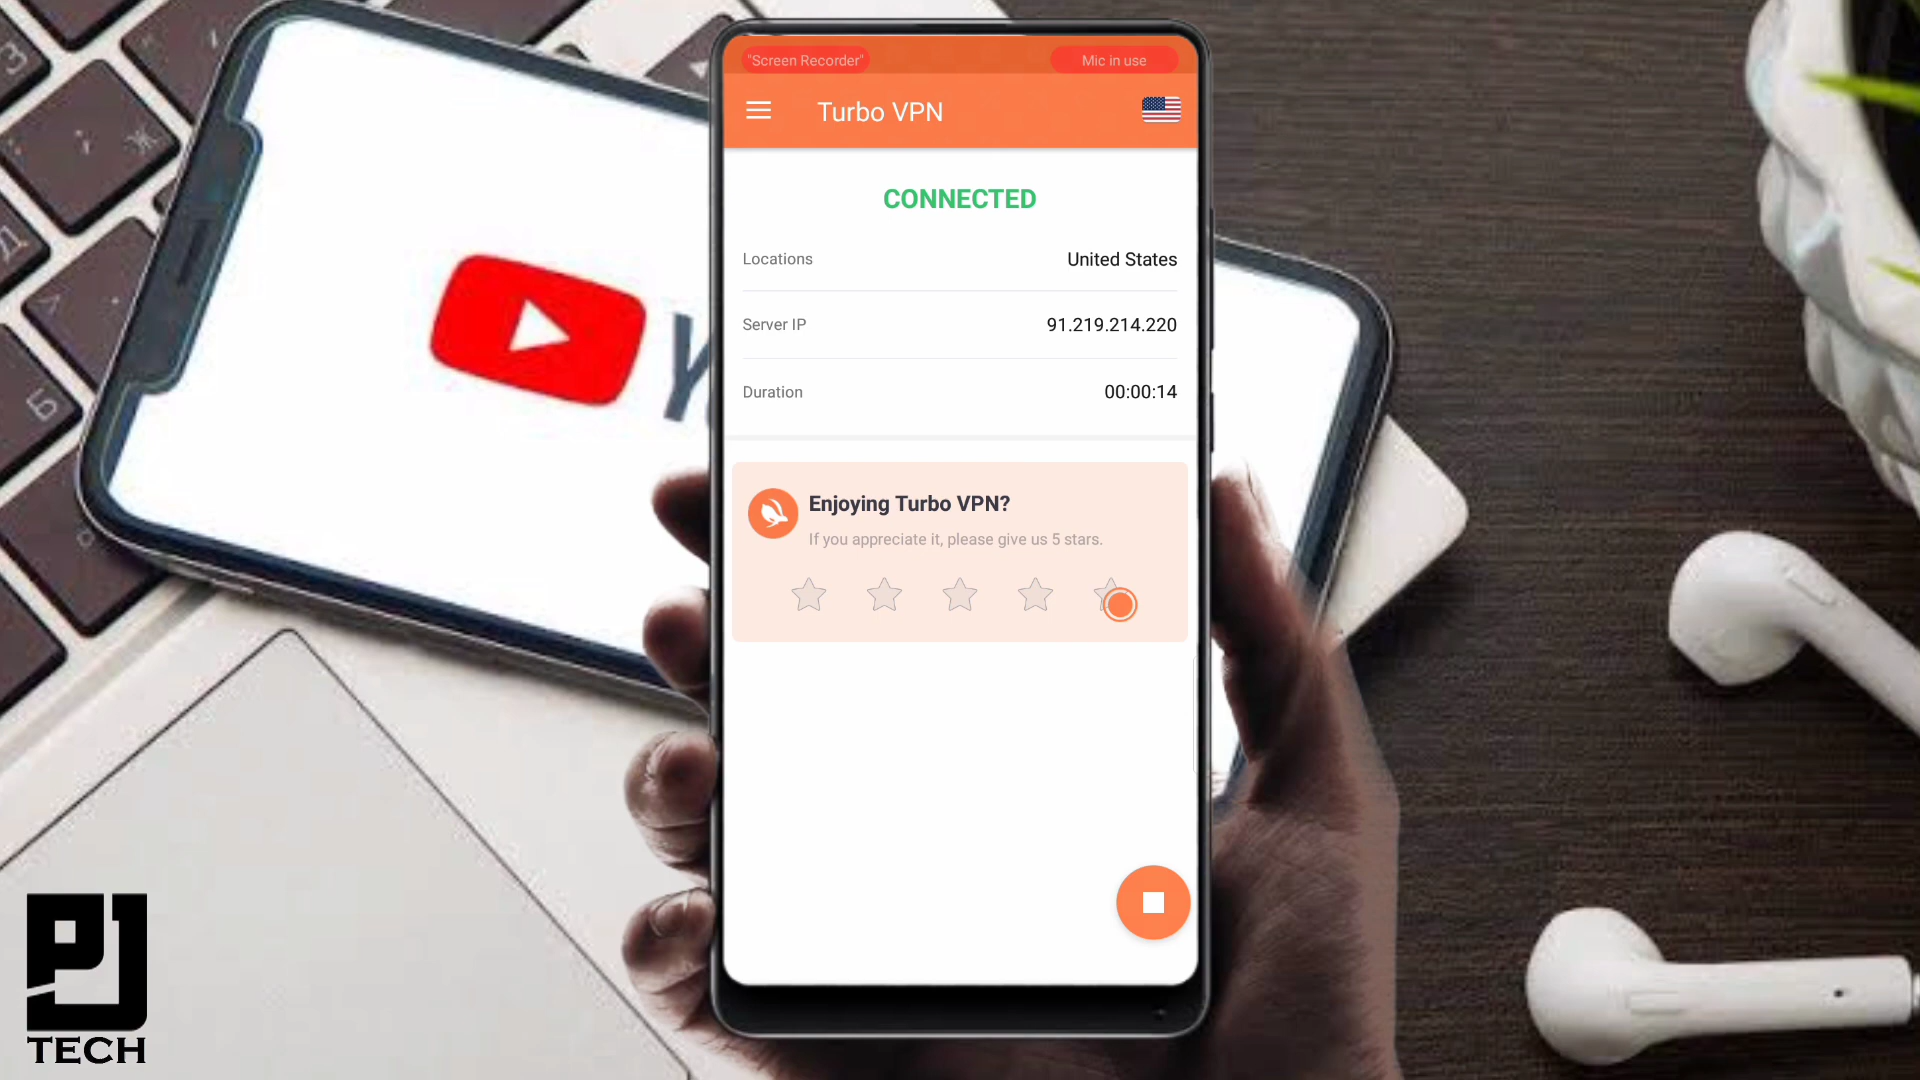 "Screen Recorder"
Mic in use
Turbo VPN
CONNECTED
Locations
United States
Server IP
91.219.214.220
Duration
00:00:14
Enjoying Turbo VPN?
If you appreciate it, please give us 5 stars.
PJ
TECH